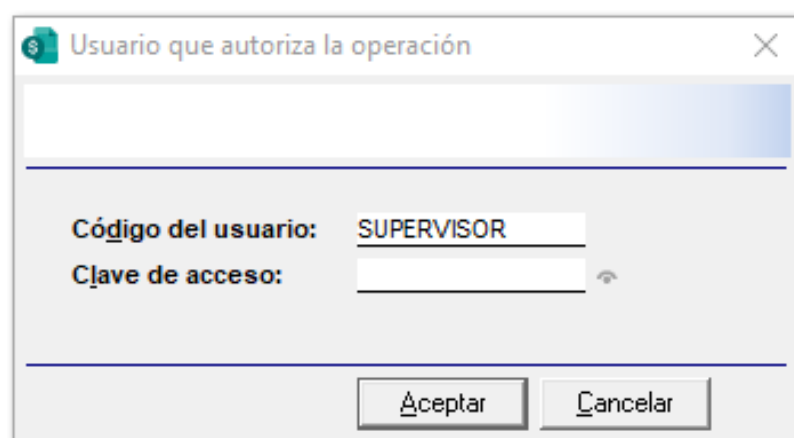 Usuario que autoriza la operación
Código del usuario: SUPERVISOR
Clave de acceso:
Aceptar Cancelar